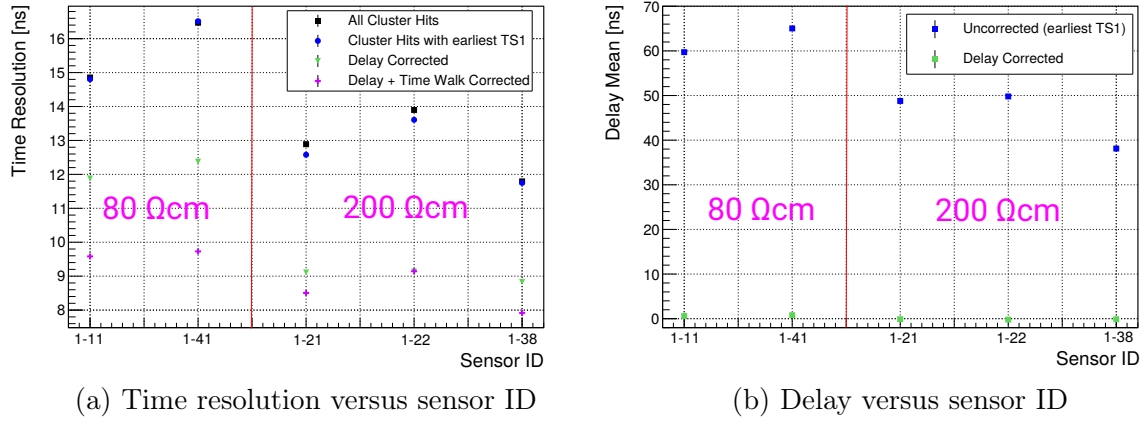 Time Resolution [ns]
16
15
14
13
12
11
10
9
8
All Cluster Hits
Cluster Hits with earliest TS1
Delay Corrected
Delay + Time Walk Corrected
80 Ωcm 200 Ωcm
1-11 1-41 1-21 1-22 1-38
Sensor ID
(a) Time resolution versus sensor ID
Delay Mean [ns]
70
60
50
40
30
20
10
0
Uncorrected (earliest TS1)
Delay Corrected
80 Ωcm 200 Ωcm
1-11 1-41 1-21 1-22 1-38
Sensor ID
(b) Delay versus sensor ID